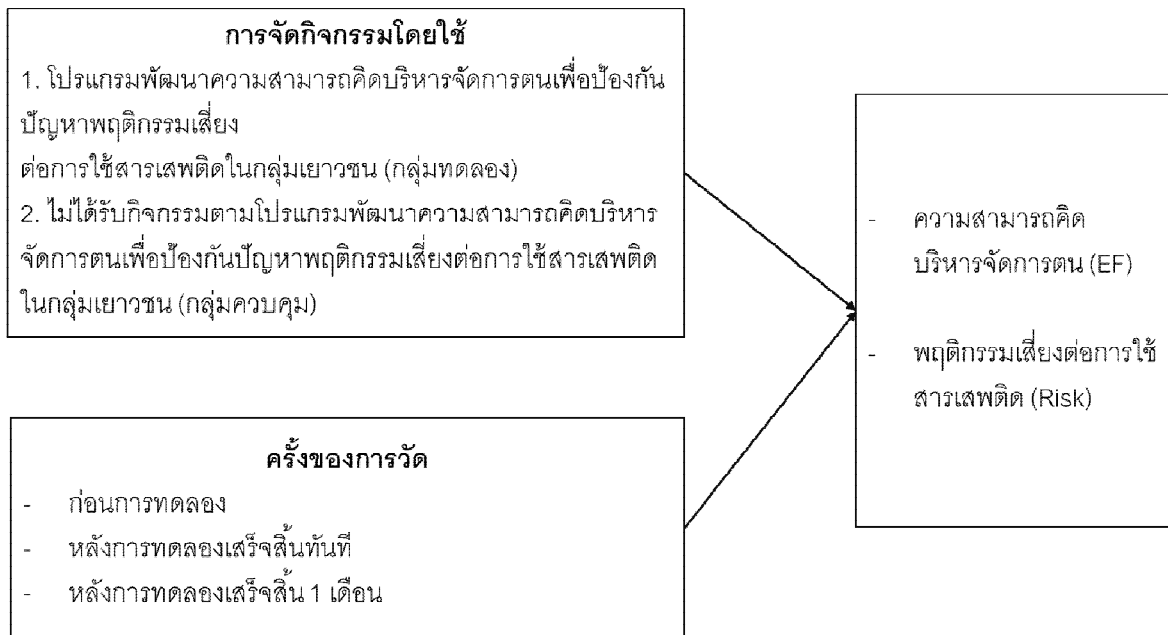 การจัดกิจกรรมโดยใช้
1. โปรแกรมพัฒนาความสามารถคิดบริหารจัดการตนเพื่อป้องกัน
ปัญหาพฤติกรรมเสี่ยง
ต่อการใช้สารเสพติดในกลุ่มเยาวชน (กลุ่มทดลอง)
2. ไม่ได้รับกิจกรรมตามโปรแกรมพัฒนาความสามารถคิดบริหาร
จัดการตนเพื่อป้องกันปัญหาพฤติกรรมเสี่ยงต่อการใช้สารเสพติด
ในกลุ่มเยาวชน (กลุ่มควบคุม)
ครั้งของการวัด
- ก่อนการทดลอง
- หลังการทดลองเสร็จสิ้นทันที
- หลังการทดลองเสร็จสิ้น 1 เดือน
- ความสามารถคิด
บริหารจัดการตน (EF)
- พฤติกรรมเสี่ยงต่อการใช้
สารเสพติด (Risk)